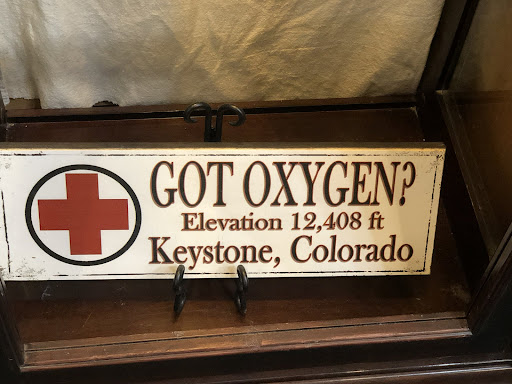 GOT OXYGEN?
Elevation 12,408 ft
Keystone, Colorado